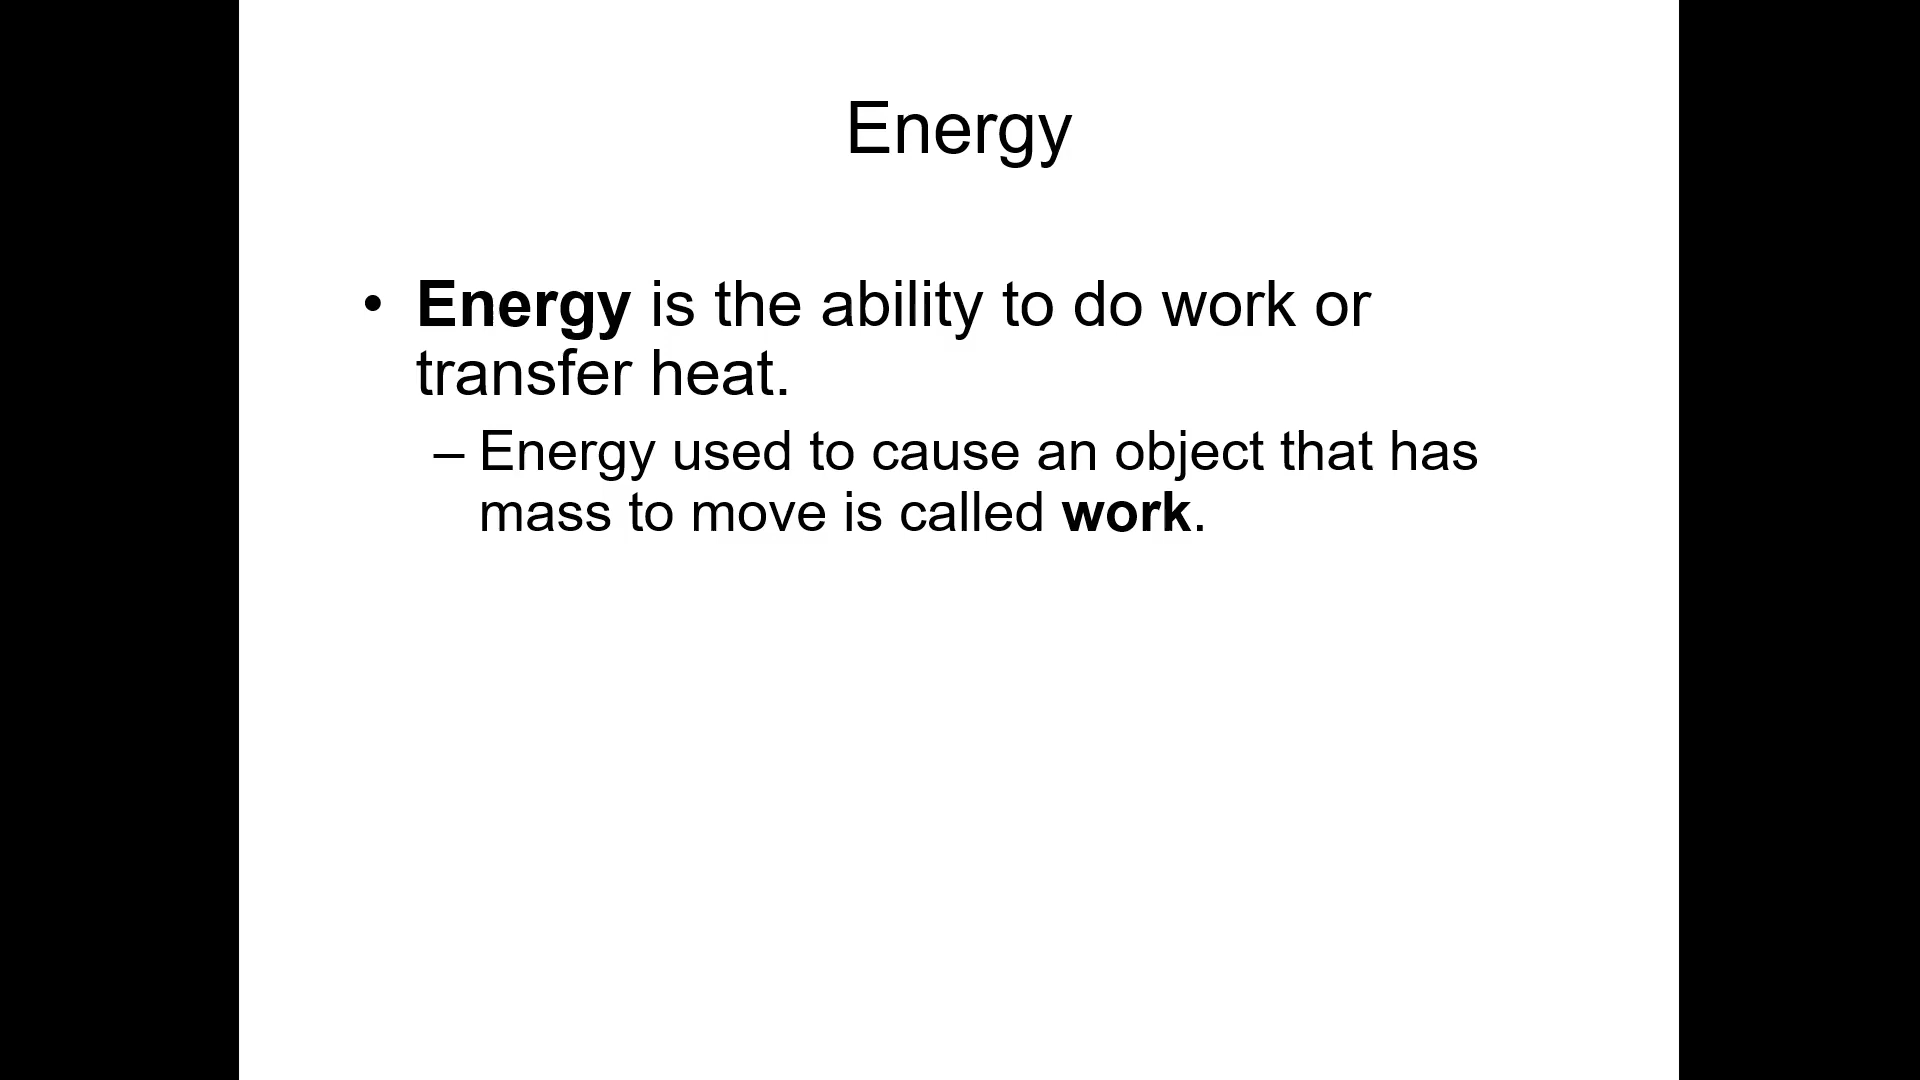 Energy
• Energy is the ability to do work or
transfer heat.
– Energy used to cause an object that has
mass to move is called work.